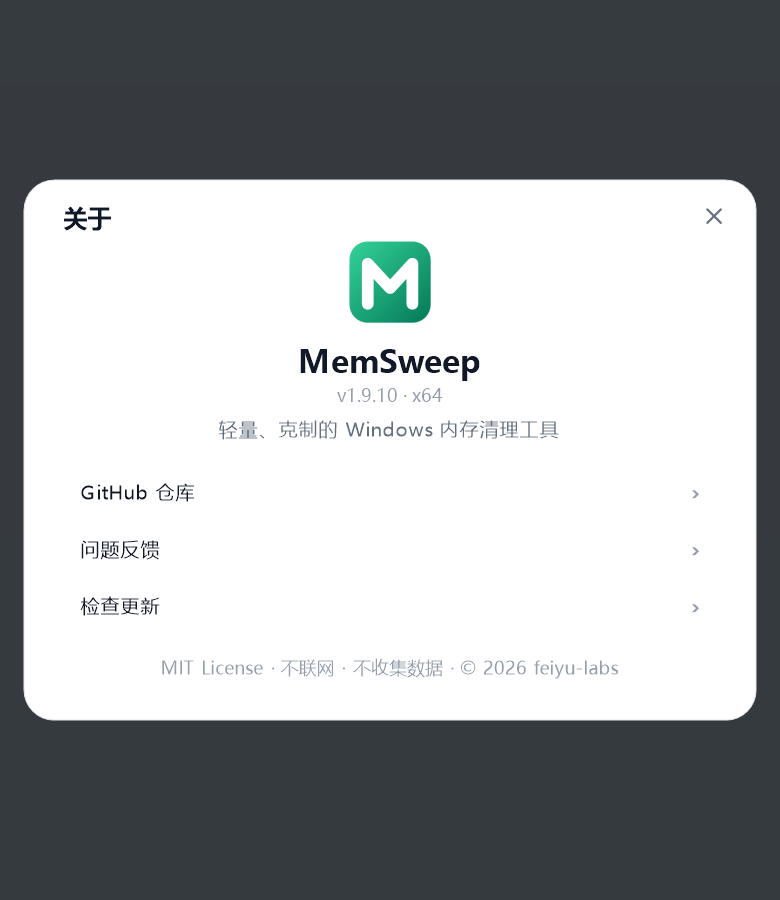 关于
M
MemSweep
v1.9.10 · x64
轻量、克制的 Windows 内存清理工具
GitHub 仓库
问题反馈
检查更新
MIT License · 不联网 · 不收集数据 · © 2026 feiyu-labs